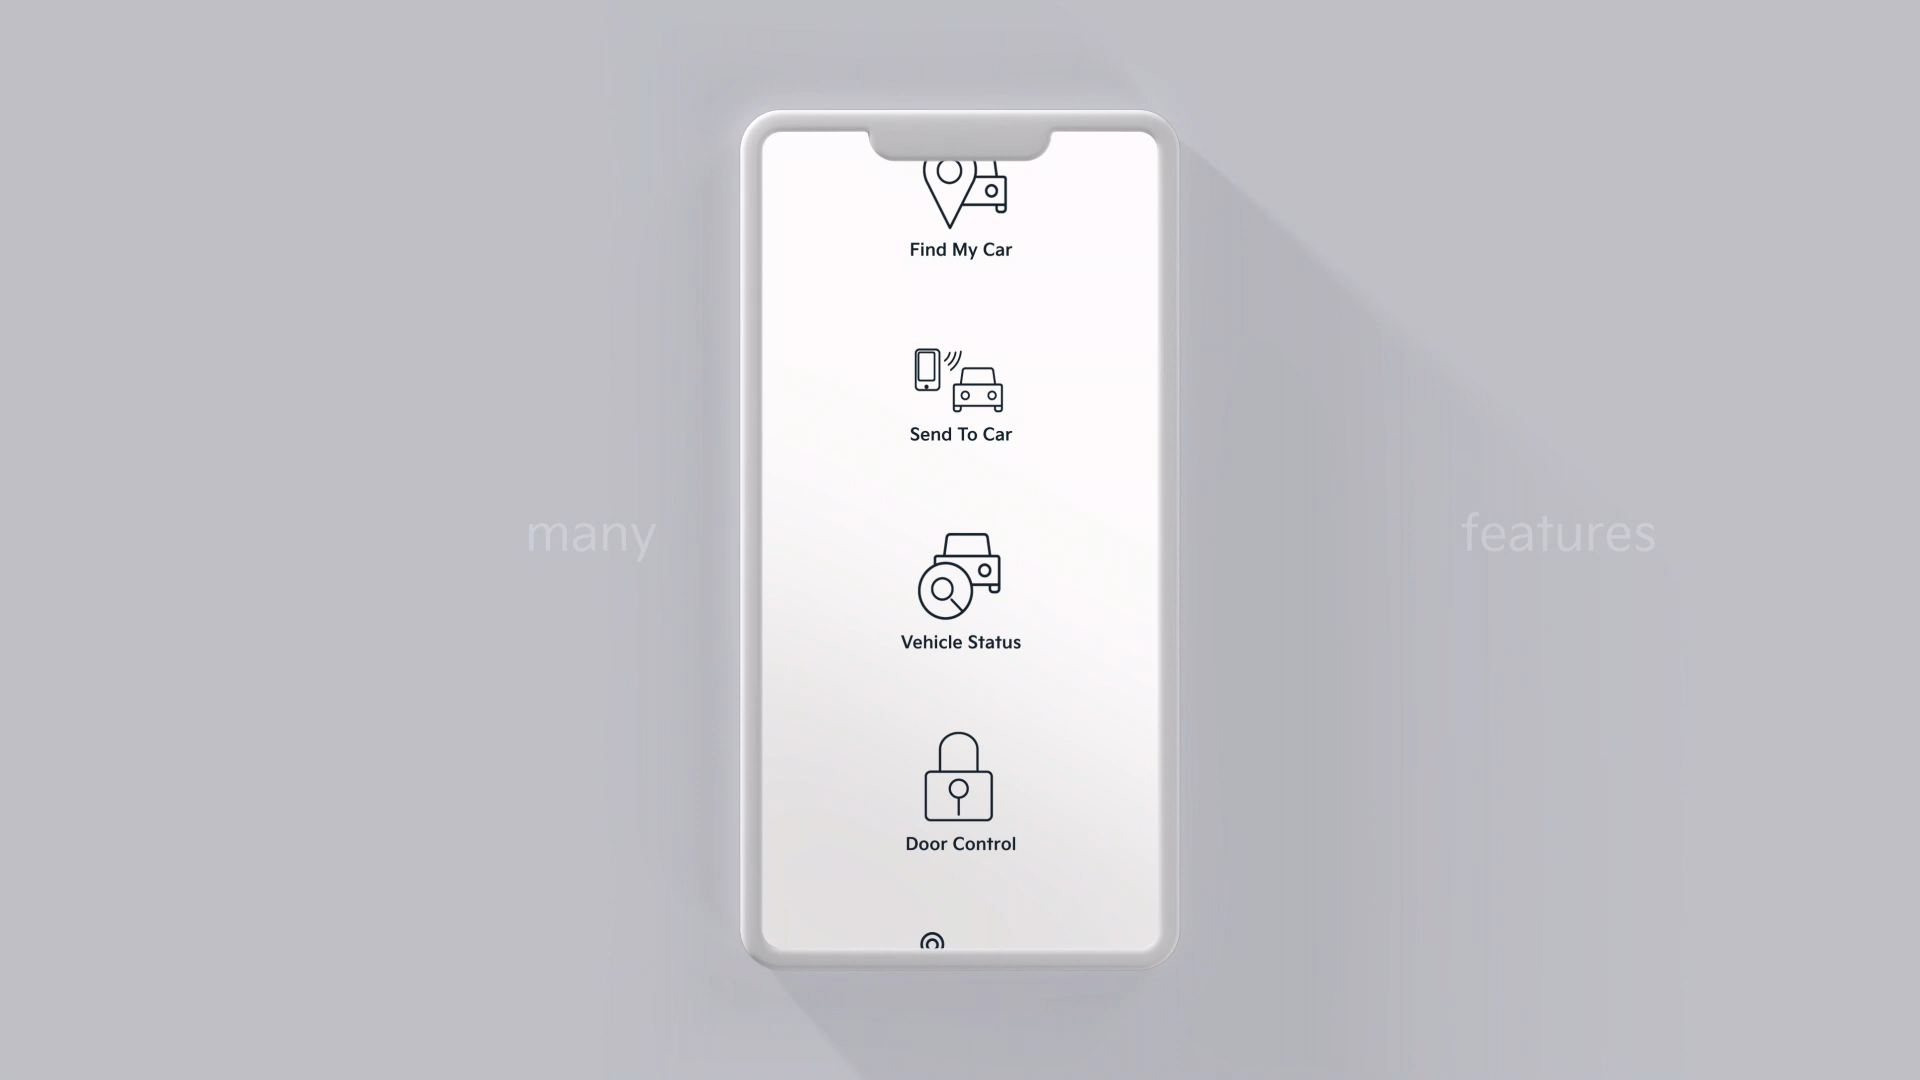 many
Find My Car
Send To Car
Vehicle Status
Door Control
features